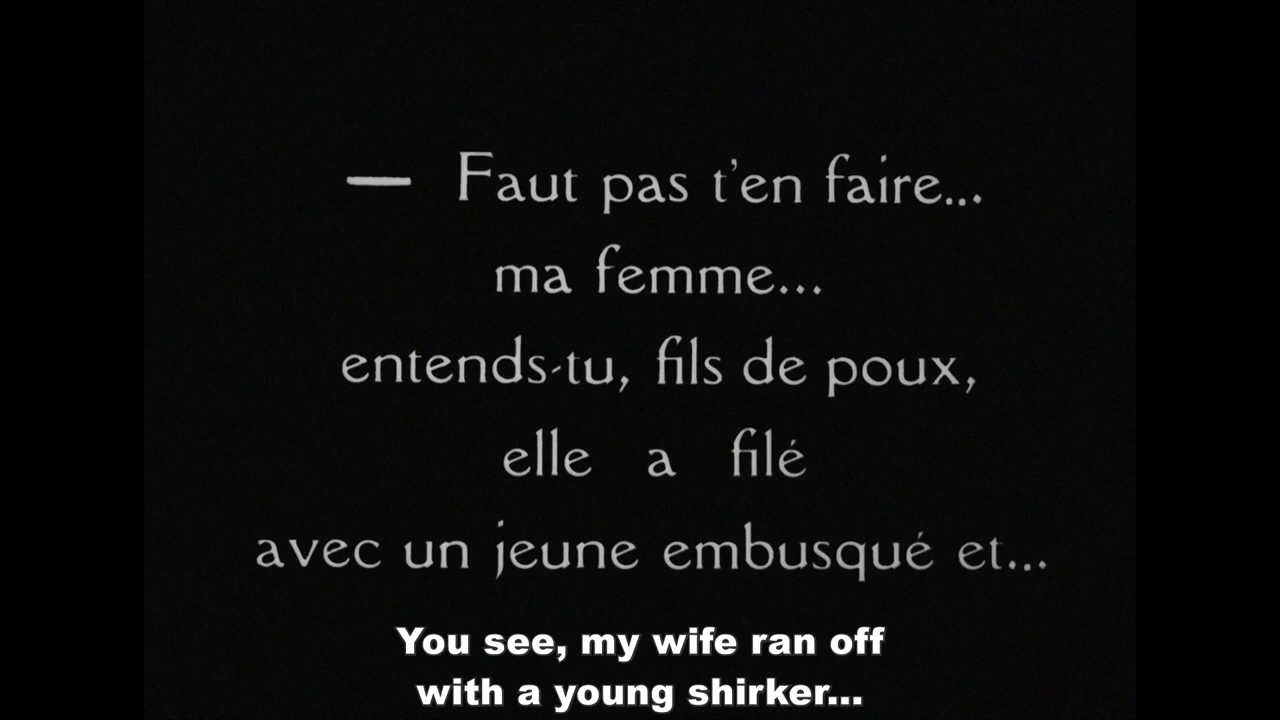 — Faut pas t'en faire...
ma femme...
entends-tu, fils de poux,
elle a filé
avec un jeune embusqué et...
You see, my wife ran off
with a young shirker...